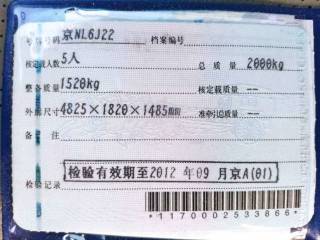 号牌号码 京NL6J22 档案编号
核定载人数 5人 总质量 2000kg
整备质量 1520kg 核定载质量 --
外廓尺寸 4825×1820×1485mm 准牵引总质量 --
备注
检验有效期至2012年09月京A(01)
检验记录
*1170002533866*